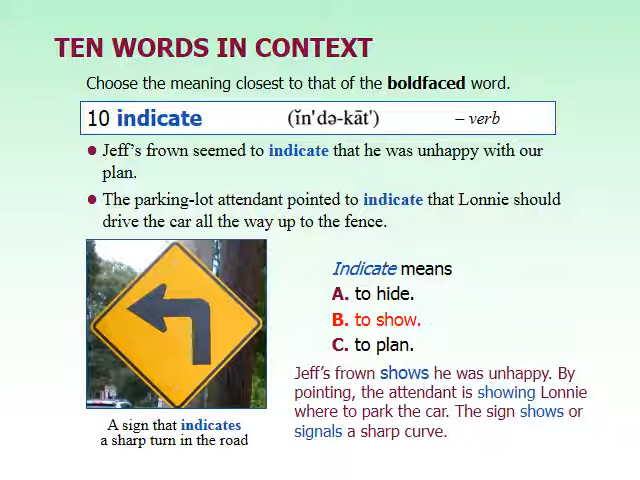 TEN WORDS IN CONTEXT
Choose the meaning closest to that of the boldfaced word.
10 indicate (ĭn'də-kāt') – verb
• Jeff's frown seemed to indicate that he was unhappy with our
plan.
• The parking-lot attendant pointed to indicate that Lonnie should
drive the car all the way up to the fence.
Indicate means
A. to hide.
B. to show.
C. to plan.
Jeff's frown shows he was unhappy. By
pointing, the attendant is showing Lonnie
where to park the car. The sign shows or
signals a sharp curve.
A sign that indicates
a sharp turn in the road